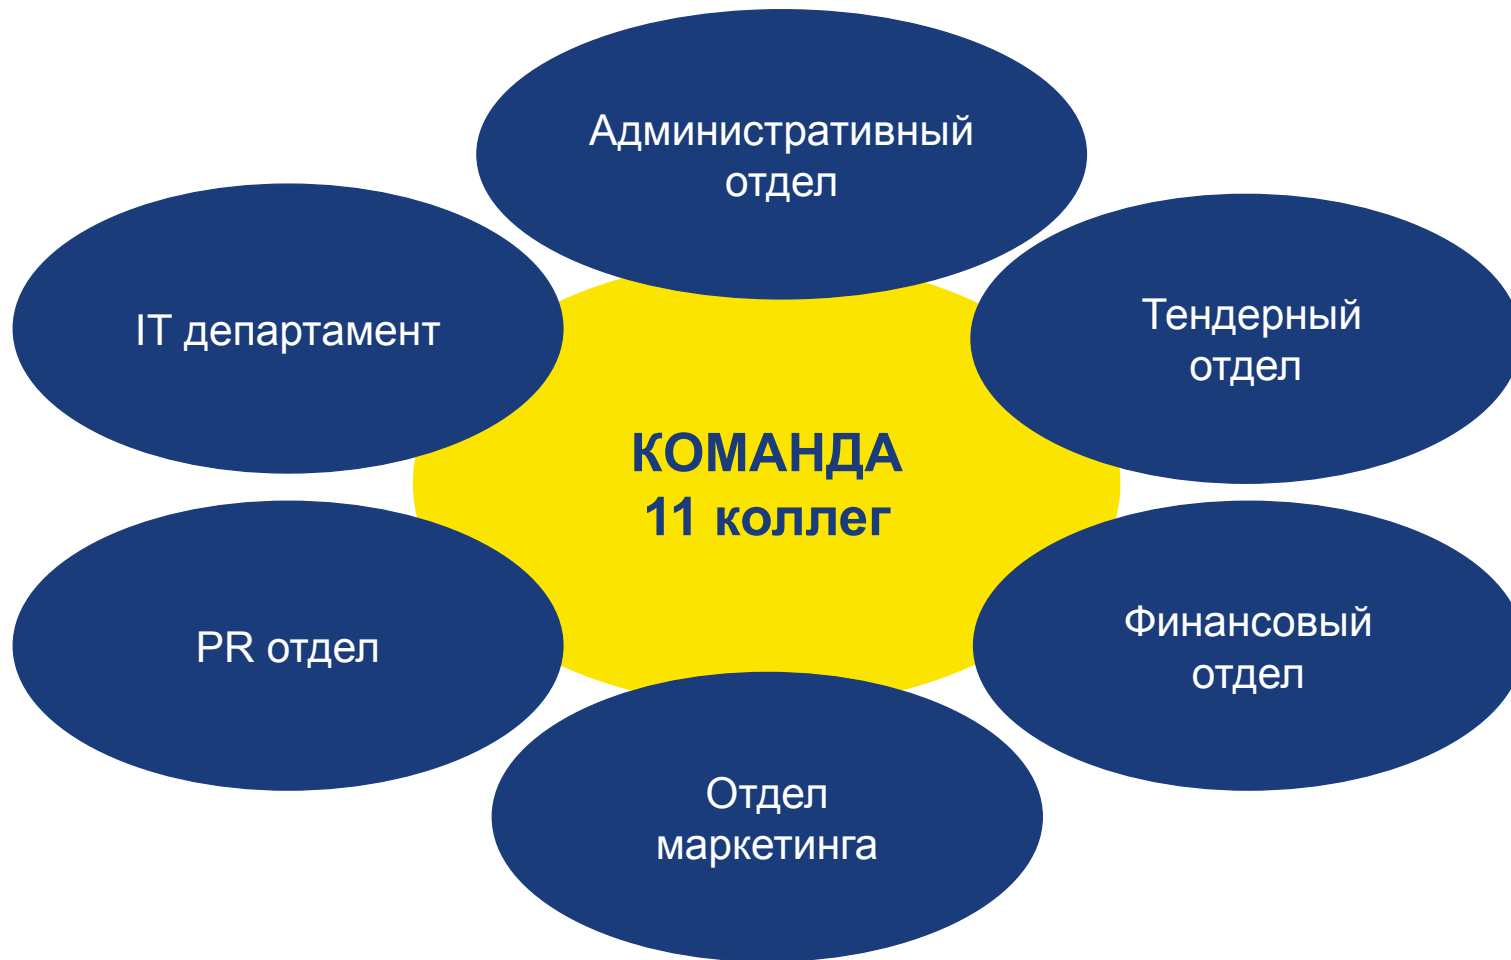 Административный
отдел
IT департамент
Тендерный
отдел
КОМАНДА
11 коллег
PR отдел
Финансовый
отдел
Отдел
маркетинга